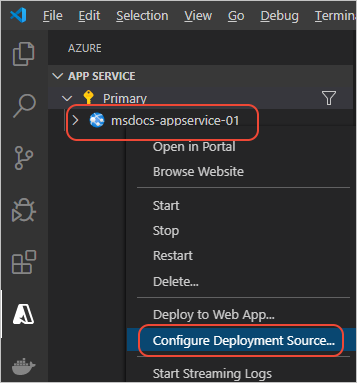 File Edit Selection View Go Debug Termin
AZURE
APP SERVICE
Primary
msdocs-appservice-01
Open in Portal
Browse Website
Start
Stop
Restart
Delete...
Deploy to Web App...
Configure Deployment Source...
Start Streaming Logs